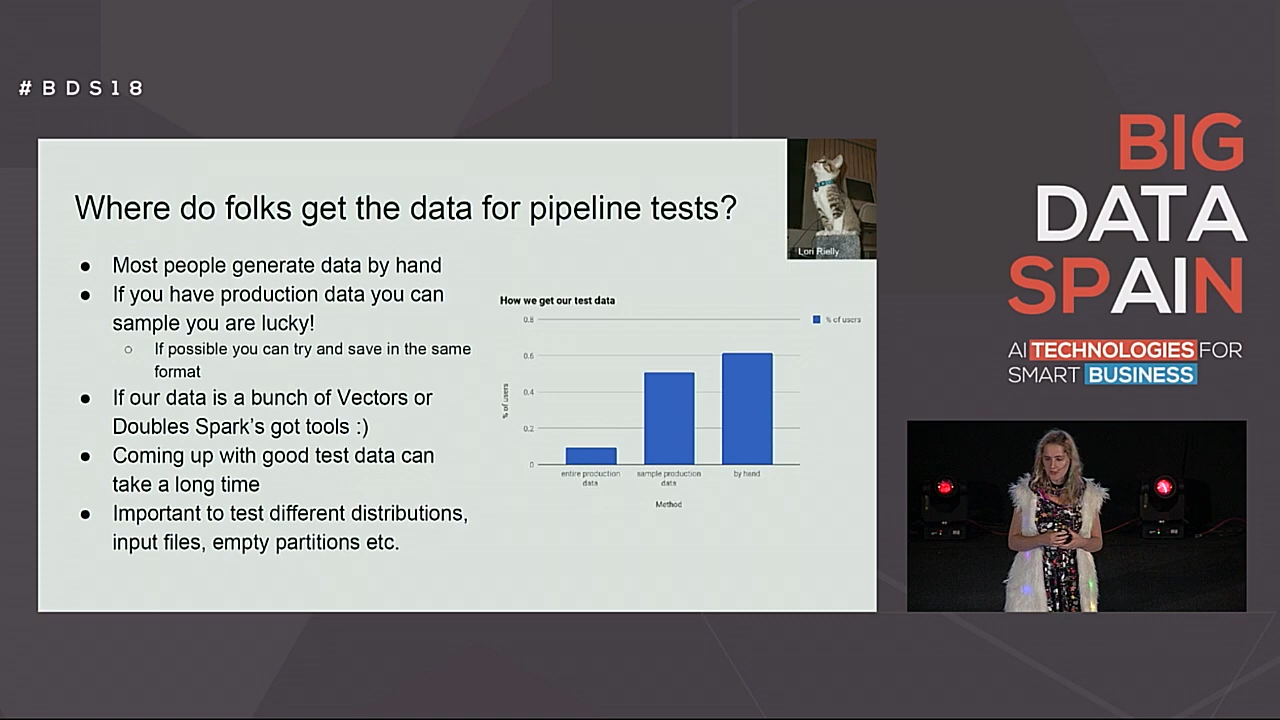 #BDS18
Where do folks get the data for pipeline tests?
Lori Rielly
● Most people generate data by hand
● If you have production data you can
sample you are lucky!
○ If possible you can try and save in the same
format
● If our data is a bunch of Vectors or
Doubles Spark's got tools :)
● Coming up with good test data can
take a long time
● Important to test different distributions,
input files, empty partitions etc.
How we get our test data
% of users
0.8
0.6
0.4
0.2
0
% of users
entire production
data
sample production
data
by hand
Method
BIG
DATA
SPAIN
AI TECHNOLOGIES FOR
SMART BUSINESS